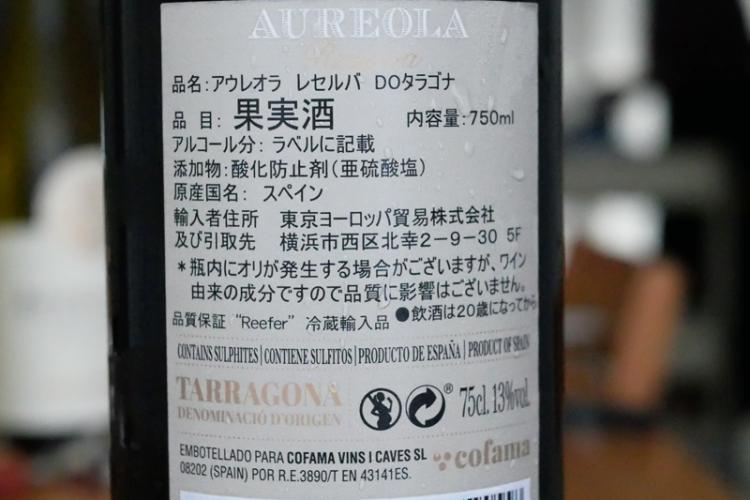 AUREOLA
Reserva
品名:アウレオラ レセルバ DOタラゴナ
品 目: 果実酒 内容量:750ml
アルコール分: ラベルに記載
添加物:酸化防止剤(亜硫酸塩)
原産国名: スペイン
輸入者住所 東京ヨーロッパ貿易株式会社
及び引取先 横浜市西区北幸2-9-30 5F
*瓶内にオリが発生する場合がございますが、ワイン
由来の成分ですので品質に影響はございません。
品質保証 "Reefer" 冷蔵輸入品 ●飲酒は20歳になってから
CONTAINS SULPHITES | CONTIENE SULFITOS | PRODUCTO DE ESPAÑA | PRODUCT OF SPAIN
TARRAGONA
DENOMINACIÓ D'ORIGEN
® 75cl. 13%vol.
EMBOTELLADO PARA COFAMA VINS I CAVES SL
08202 (SPAIN) POR R.E.3890/T EN 43141ES.
cofama